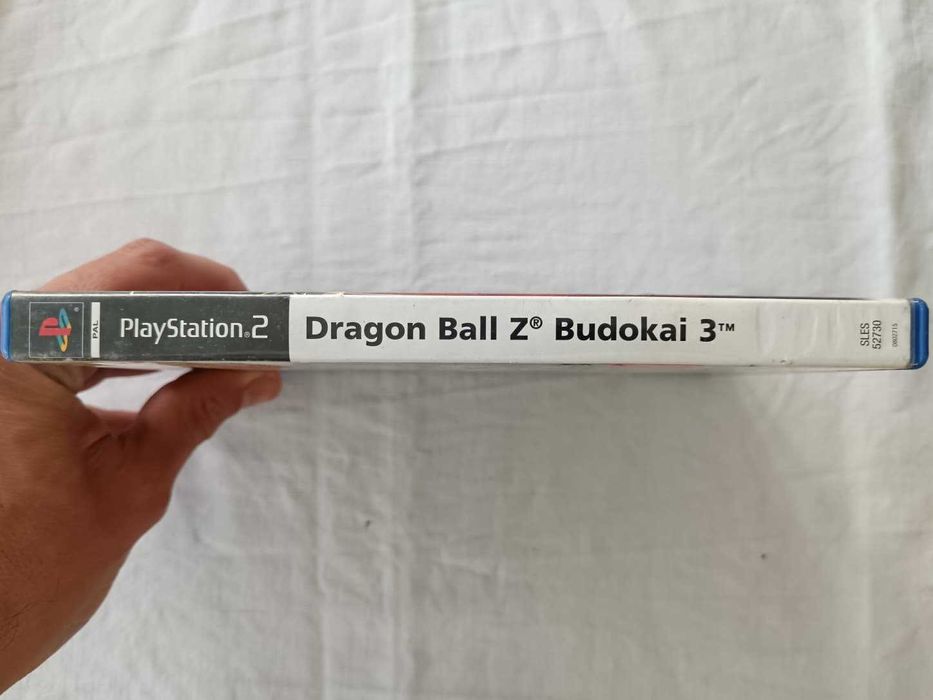 PAL
PlayStation®2
Dragon Ball Z® Budokai 3™
SLES
52730